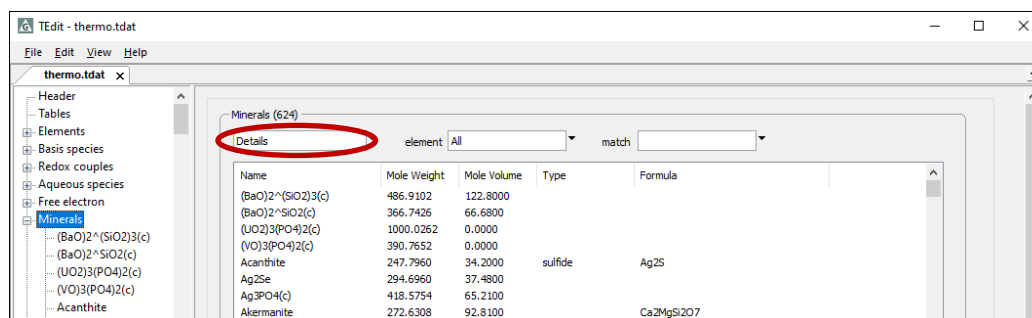 TEdit - thermo.tdat
File Edit View Help
thermo.tdat x
Header
Tables
Elements
Basis species
Redox couples
Aqueous species
Free electron
Minerals
(BaO)2^(SiO2)3(c)
(BaO)2^SiO2(c)
(UO2)3(PO4)2(c)
(VO)3(PO4)2(c)
Acanthite
Minerals (624)
Details element All match
Name Mole Weight Mole Volume Type Formula
(BaO)2^(SiO2)3(c) 486.9102 122.8000
(BaO)2^SiO2(c) 366.7426 66.6800
(UO2)3(PO4)2(c) 1000.0262 0.0000
(VO)3(PO4)2(c) 390.7652 0.0000
Acanthite 247.7960 34.2000 sulfide Ag2S
Ag2Se 294.6960 37.4800
Ag3PO4(c) 418.5754 65.2100
Akermanite 272.6308 92.8100 Ca2MgSi2O7